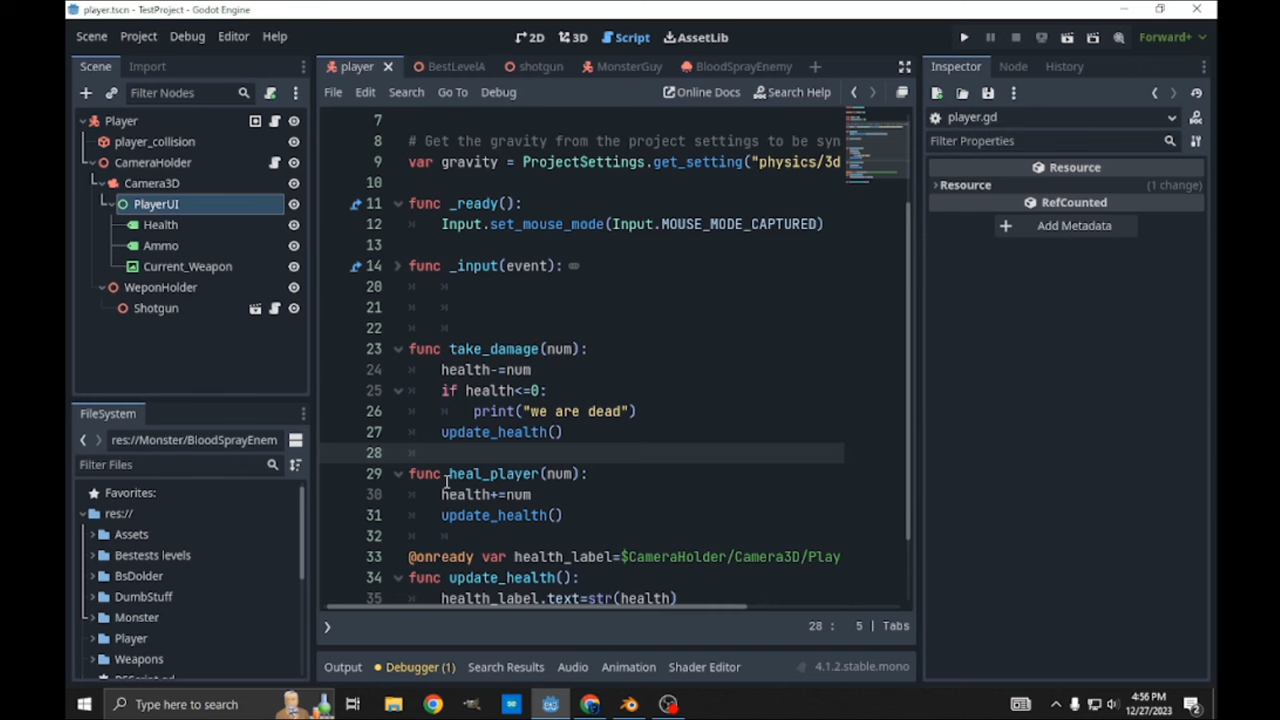 player.tscn - TestProject - Godot Engine
Scene Project Debug Editor Help
2D 3D Script AssetLib
Forward+
Scene Import
Filter Nodes
Player
player_collision
CameraHolder
Camera3D
PlayerUI
Health
Ammo
Current_Weapon
WeponHolder
Shotgun
FileSystem
res://Monster/BloodSprayEnem
Filter Files
Favorites:
res://
Assets
Bestests levels
BsDolder
DumbStuff
Monster
Player
Weapons
player BestLevelA shotgun MonsterGuy BloodSprayEnemy
File Edit Search Go To Debug Online Docs Search Help
7
8 # Get the gravity from the project settings to be syn
9 var gravity = ProjectSettings.get_setting("physics/3d
10
11 func _ready():
12 Input.set_mouse_mode(Input.MOUSE_MODE_CAPTURED)
13
14 func _input(event):
20
21
22
23 func take_damage(num):
24 health-=num
25 if health<=0:
26 print("we are dead")
27 update_health()
28
29 func heal_player(num):
30 health+=num
31 update_health()
32
33 @onready var health_label=$CameraHolder/Camera3D/Play
34 func update_health():
35 health_label.text=str(health)
28 : 5 | Tabs
Output Debugger (1) Search Results Audio Animation Shader Editor 4.1.2.stable.mono
Inspector Node History
player.gd
Filter Properties
Resource
Resource (1 change)
RefCounted
Add Metadata
Type here to search
4:56 PM
12/27/2023
2